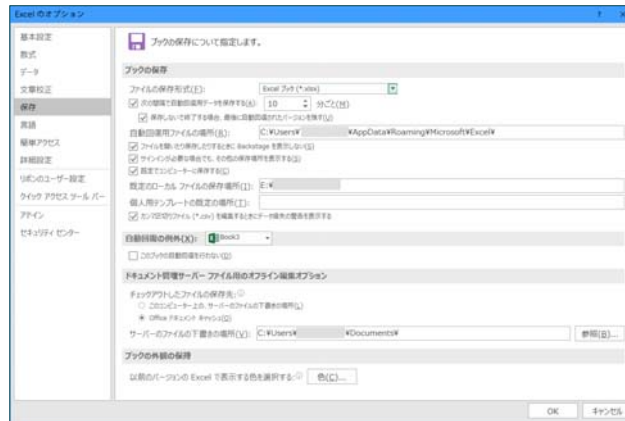 Excel のオプション
?
×
基本設定
数式
データ
文章校正
保存
言語
簡単アクセス
詳細設定
リボンのユーザー設定
クイック アクセス ツール バー
アドイン
セキュリティ センター
ブックの保存について指定します。
ブックの保存
ファイルの保存形式(F): Excel ブック (*.xlsx)
次の間隔で自動回復用データを保存する(A): 10 分ごと(M)
保存しないで終了する場合、最後に自動回復されたバージョンを残す(U)
自動回復用ファイルの場所(R): C:¥Users¥ ¥AppData¥Roaming¥Microsoft¥Excel¥
ファイルを開いたり保存したりするときに Backstage を表示しない(S)
サインインが必要な場合でも、その他の保存場所を表示する(S)
既定でコンピューターに保存する(C)
既定のローカル ファイルの保存場所(I): E:¥
個人用テンプレートの既定の場所(T):
カンマ区切りファイル (*.csv) を編集するときにデータ損失の警告を表示する
自動回復の例外(X): Book3
このブックの自動回復を行わない(D)
ドキュメント管理サーバー ファイル用のオフライン編集オプション
チェックアウトしたファイルの保存先:
このコンピューター上の、サーバーのファイルの下書きの場所(L)
Office ドキュメント キャッシュ(O)
サーバーのファイルの下書きの場所(V): C:¥Users¥ ¥Documents¥ 参照(B)...
ブックの外観の保持
以前のバージョンの Excel で表示する色を選択する: 色(C)...
OK キャンセル